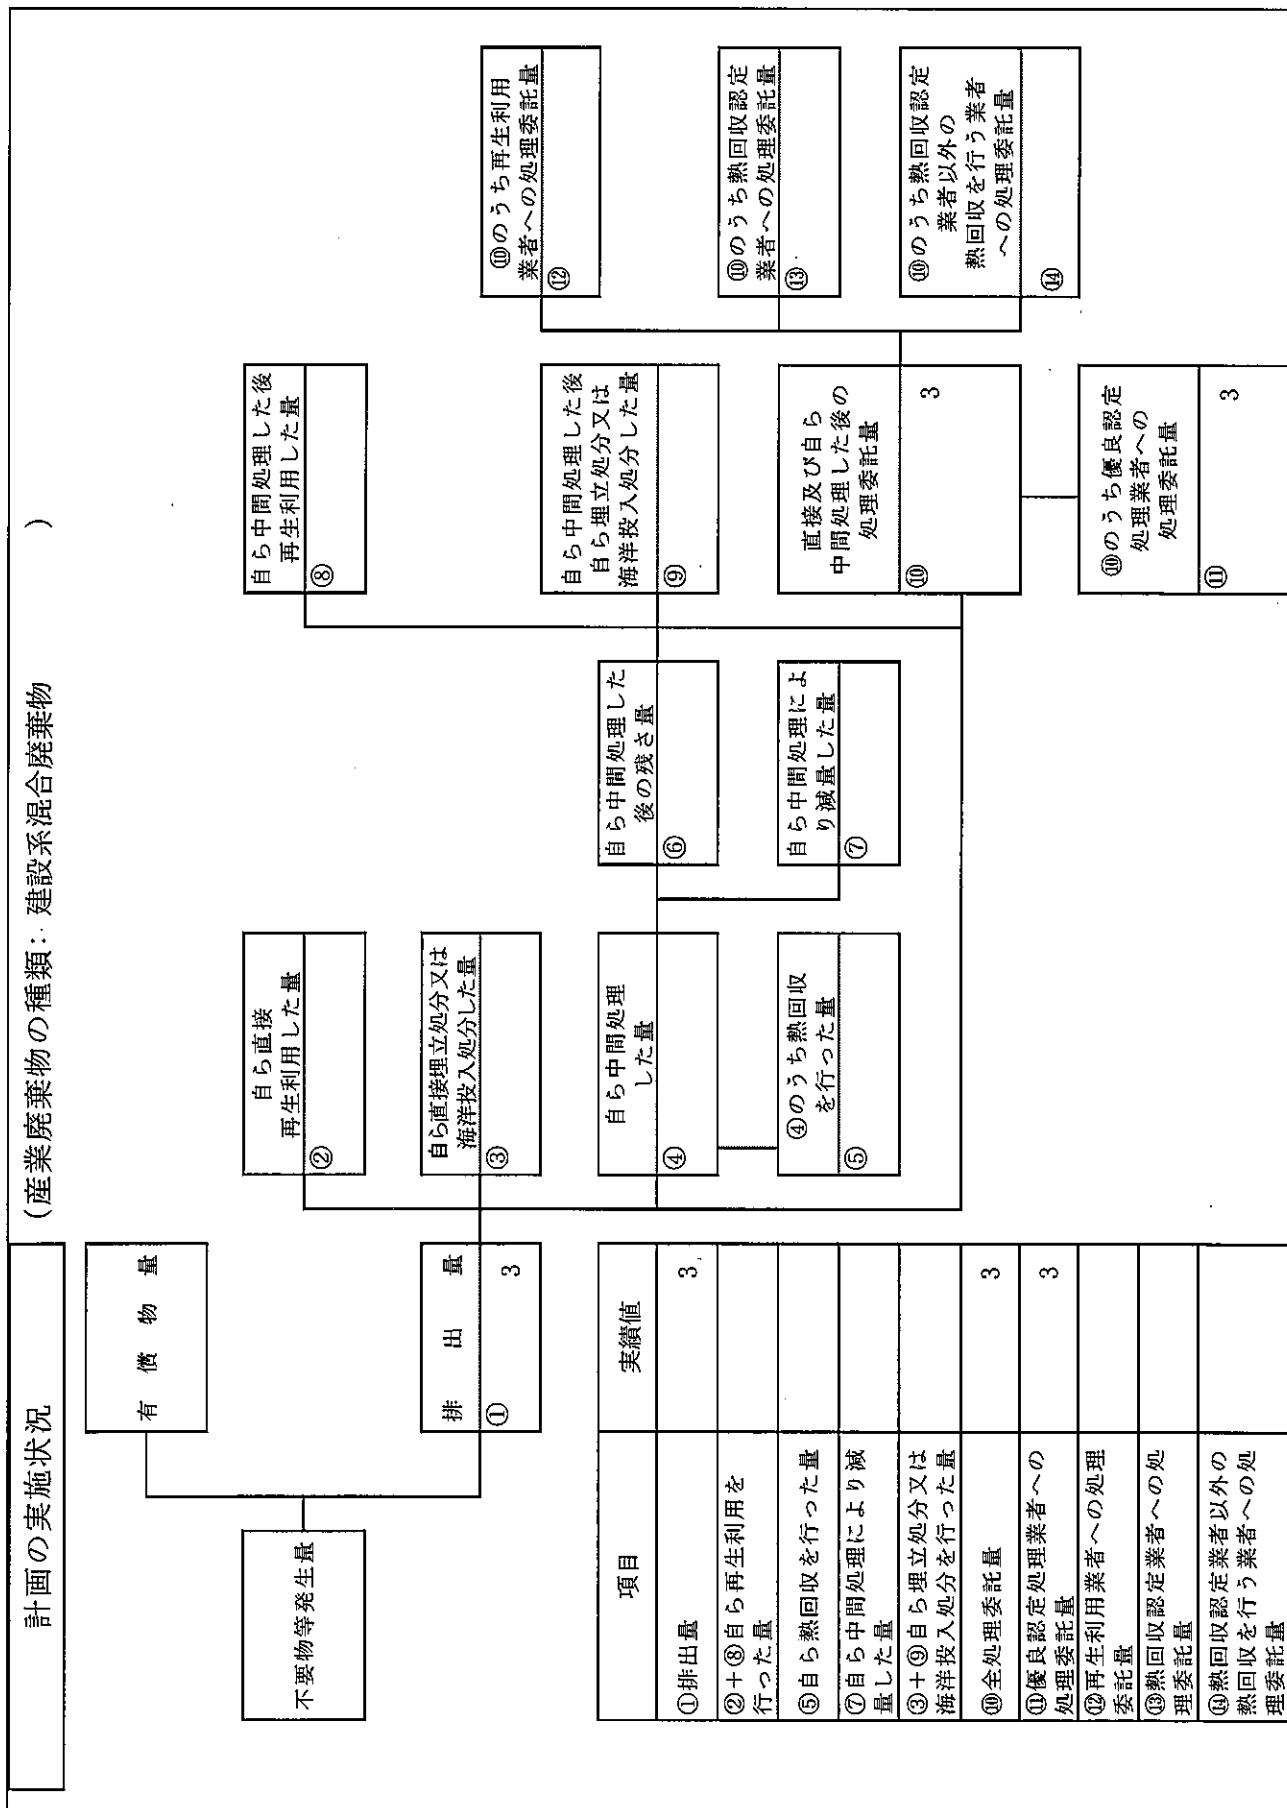 計画の実施状況
(産業廃棄物の種類: 建設系混合廃棄物 )
不要物等発生量
有償物量
排出量
① 3
自ら直接
再生利用した量
②
自ら直接埋立処分又は
海洋投入処分した量
③
自ら中間処理
した量
④
④のうち熱回収
を行った量
⑤
自ら中間処理した
後の残さ量
⑥
自ら中間処理によ
り減量した量
⑦
自ら中間処理した後
再生利用した量
⑧
自ら中間処理した後
自ら埋立処分又は
海洋投入処分した量
⑨
直接及び自ら
中間処理した後の
処理委託量
⑩ 3
⑩のうち優良認定
処理業者への
処理委託量
⑪ 3
⑩のうち再生利用
業者への処理委託量
⑫
⑩のうち熱回収認定
業者への処理委託量
⑬
⑩のうち熱回収認定
業者以外の
熱回収を行う業者
への処理委託量
⑭
項目 実績値
①排出量 3
②+⑧自ら再生利用を
行った量
⑤自ら熱回収を行った量
⑦自ら中間処理により減
量した量
③+⑨自ら埋立処分又は
海洋投入処分を行った量
⑩全処理委託量 3
⑪優良認定処理業者への
処理委託量 3
⑫再生利用業者への処理
委託量
⑬熱回収認定業者への処
理委託量
⑭熱回収認定業者以外の
熱回収を行う業者への処
理委託量